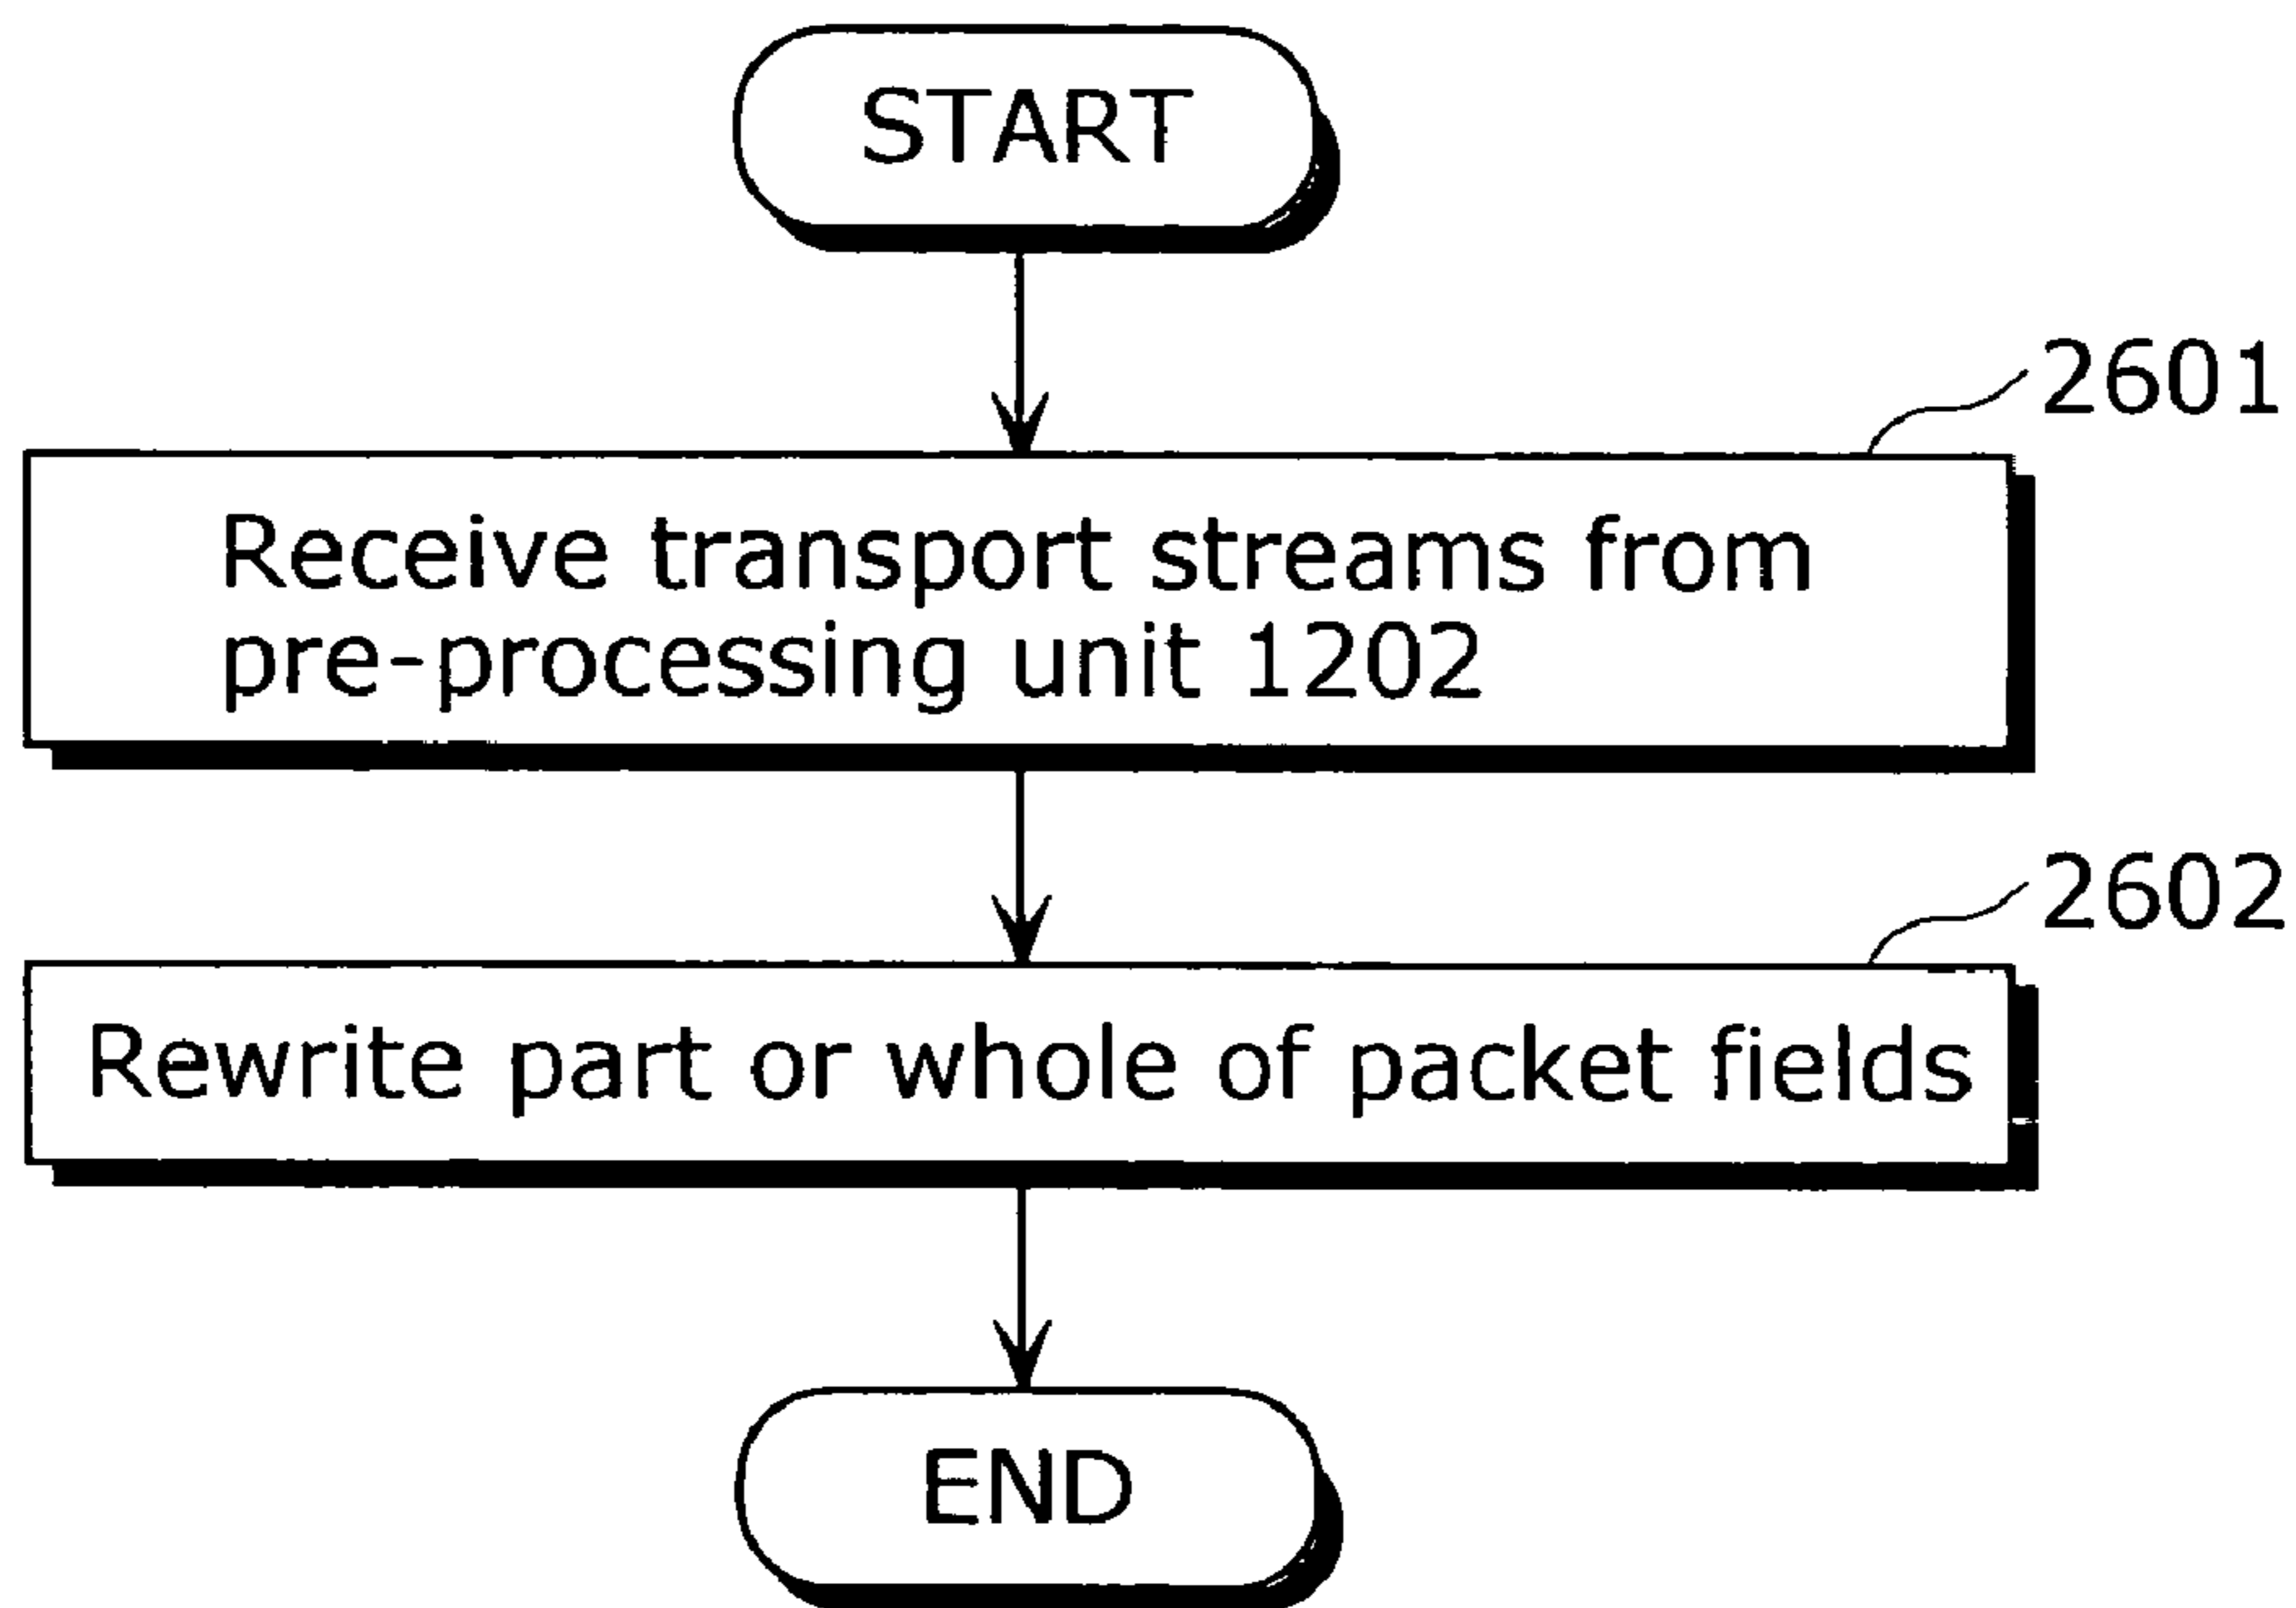 START
2601
Receive transport streams from
pre-processing unit 1202
2602
Rewrite part or whole of packet fields
END